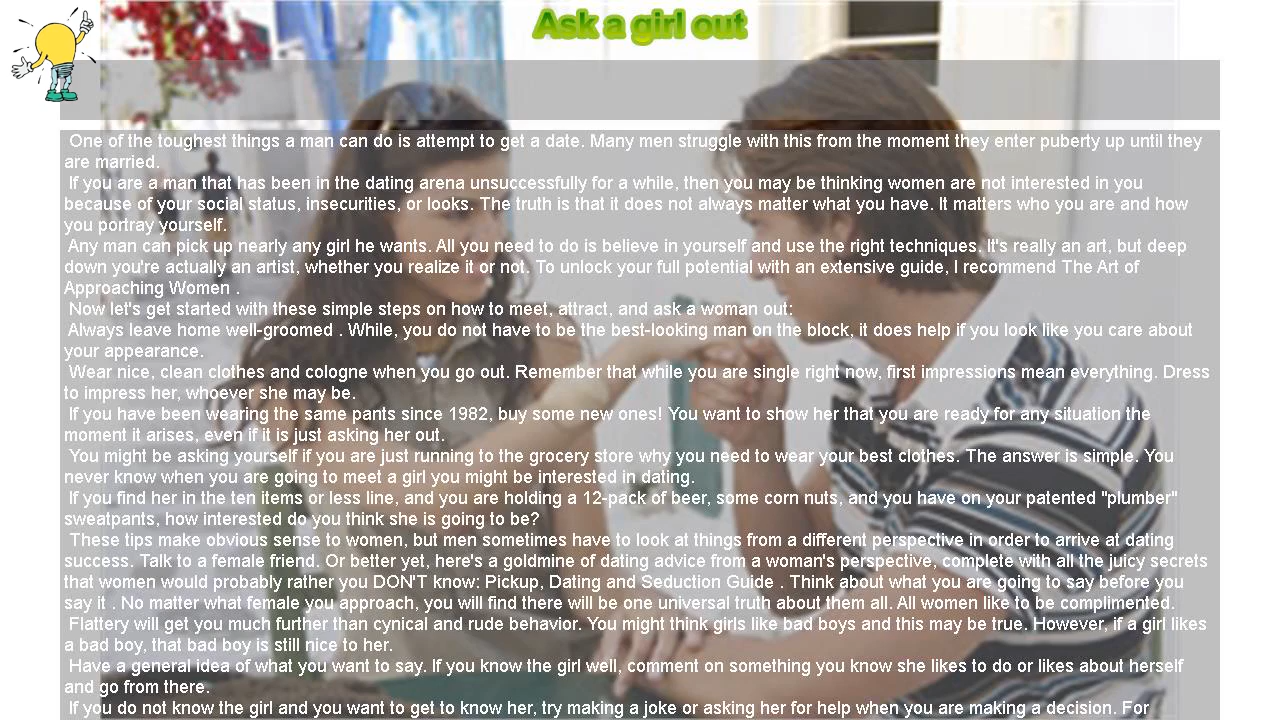 Ask a girl out
One of the toughest things a man can do is attempt to get a date. Many men struggle with this from the moment they enter puberty up until they
are married.
If you are a man that has been in the dating arena unsuccessfully for a while, then you may be thinking women are not interested in you
because of your social status, insecurities, or looks. The truth is that it does not always matter what you have. It matters who you are and how
you portray yourself.
Any man can pick up nearly any girl he wants. All you need to do is believe in yourself and use the right techniques. It's really an art, but deep
down you're actually an artist, whether you realize it or not. To unlock your full potential with an extensive guide, I recommend The Art of
Approaching Women .
Now let's get started with these simple steps on how to meet, attract, and ask a woman out:
Always leave home well-groomed . While, you do not have to be the best-looking man on the block, it does help if you look like you care about
your appearance.
Wear nice, clean clothes and cologne when you go out. Remember that while you are single right now, first impressions mean everything. Dress
to impress her, whoever she may be.
If you have been wearing the same pants since 1982, buy some new ones! You want to show her that you are ready for any situation the
moment it arises, even if it is just asking her out.
You might be asking yourself if you are just running to the grocery store why you need to wear your best clothes. The answer is simple. You
never know when you are going to meet a girl you might be interested in dating.
If you find her in the ten items or less line, and you are holding a 12-pack of beer, some corn nuts, and you have on your patented "plumber"
sweatpants, how interested do you think she is going to be?
These tips make obvious sense to women, but men sometimes have to look at things from a different perspective in order to arrive at dating
success. Talk to a female friend. Or better yet, here's a goldmine of dating advice from a woman's perspective, complete with all the juicy secrets
that women would probably rather you DON'T know: Pickup, Dating and Seduction Guide . Think about what you are going to say before you
say it . No matter what female you approach, you will find there will be one universal truth about them all. All women like to be complimented.
Flattery will get you much further than cynical and rude behavior. You might think girls like bad boys and this may be true. However, if a girl likes
a bad boy, that bad boy is still nice to her.
Have a general idea of what you want to say. If you know the girl well, comment on something you know she likes to do or likes about herself
and go from there.
If you do not know the girl and you want to get to know her, try making a joke or asking her for help when you are making a decision. For